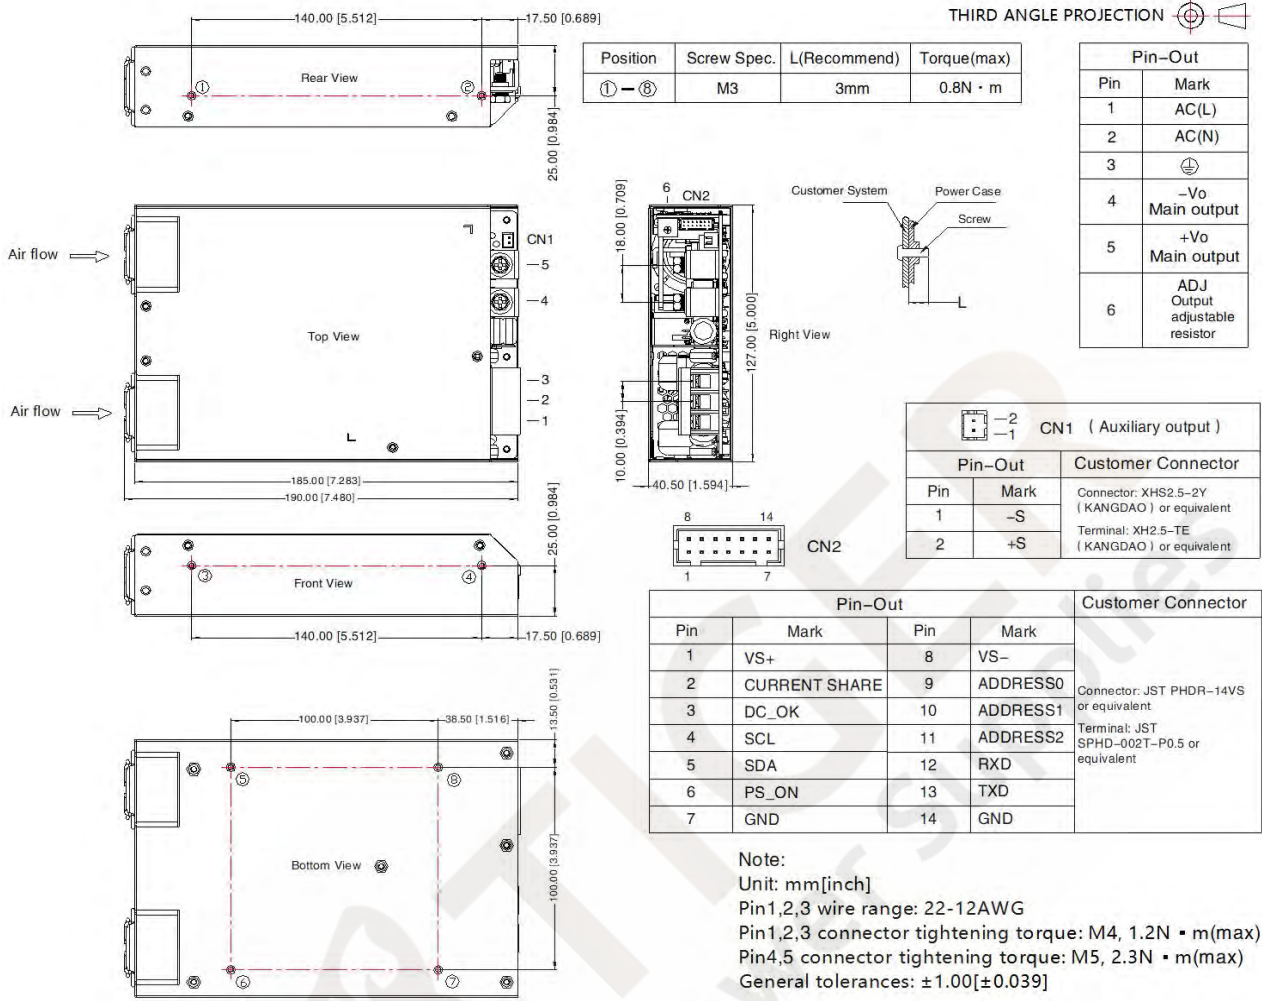 THIRD ANGLE PROJECTION
140.00 [5.512]
17.50 [0.689]
Rear View
① ②
25.00 [0.984]
Position Screw Spec. L(Recommend) Torque(max)
①－⑧ M3 3mm 0.8N · m
Pin-Out
Pin Mark
1 AC(L)
2 AC(N)
3
4 -Vo
Main output
5 +Vo
Main output
6 ADJ
Output
adjustable
resistor
Air flow
Air flow
Top View
CN1
5
4
3
2
1
185.00 [7.283]
190.00 [7.480]
6 CN2
18.00 [0.709]
10.00 [0.394]
127.00 [5.000]
40.50 [1.594]
Right View
Customer System
Power Case
Screw
L
2
1
CN1 ( Auxiliary output )
Pin-Out Customer Connector
Pin Mark
1 -S
2 +S
Connector: XHS2.5-2Y
( KANGDAO ) or equivalent
Terminal: XH2.5-TE
( KANGDAO ) or equivalent
25.00 [0.984]
Front View
③ ④
140.00 [5.512]
17.50 [0.689]
8 14
CN2
1 7
Pin-Out Customer Connector
Pin Mark Pin Mark
1 VS+ 8 VS-
2 CURRENT SHARE 9 ADDRESS0
3 DC_OK 10 ADDRESS1
4 SCL 11 ADDRESS2
5 SDA 12 RXD
6 PS_ON 13 TXD
7 GND 14 GND
Connector: JST PHDR-14VS
or equivalent
Terminal: JST
SPHD-002T-P0.5 or
equivalent
100.00 [3.937]
38.50 [1.516]
13.50 [0.531]
⑤ ⑧
Bottom View
100.00 [3.937]
⑥ ⑦
Note:
Unit: mm[inch]
Pin1,2,3 wire range: 22-12AWG
Pin1,2,3 connector tightening torque: M4, 1.2N ▪ m(max)
Pin4,5 connector tightening torque: M5, 2.3N ▪ m(max)
General tolerances: ±1.00[±0.039]
TIGER
supplies